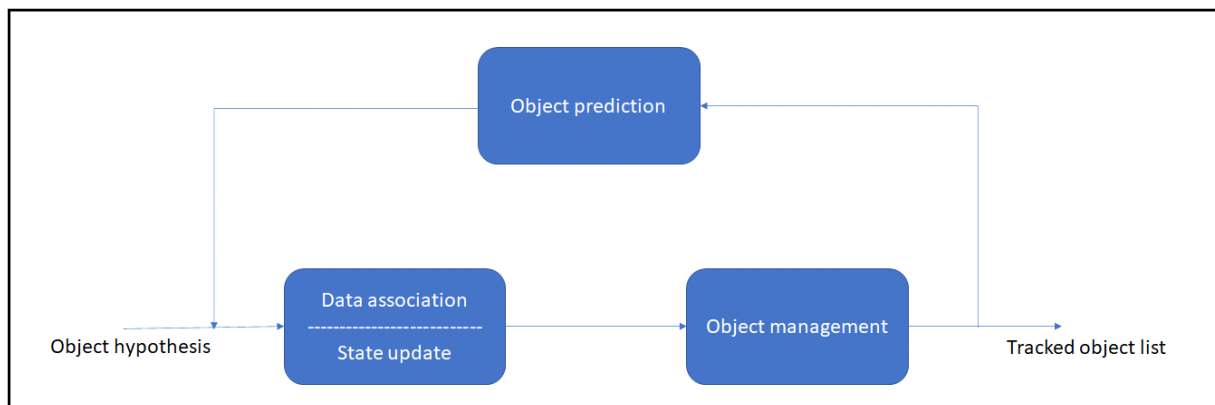 Object prediction
Data association
----------------------------
State update
Object management
Object hypothesis
Tracked object list